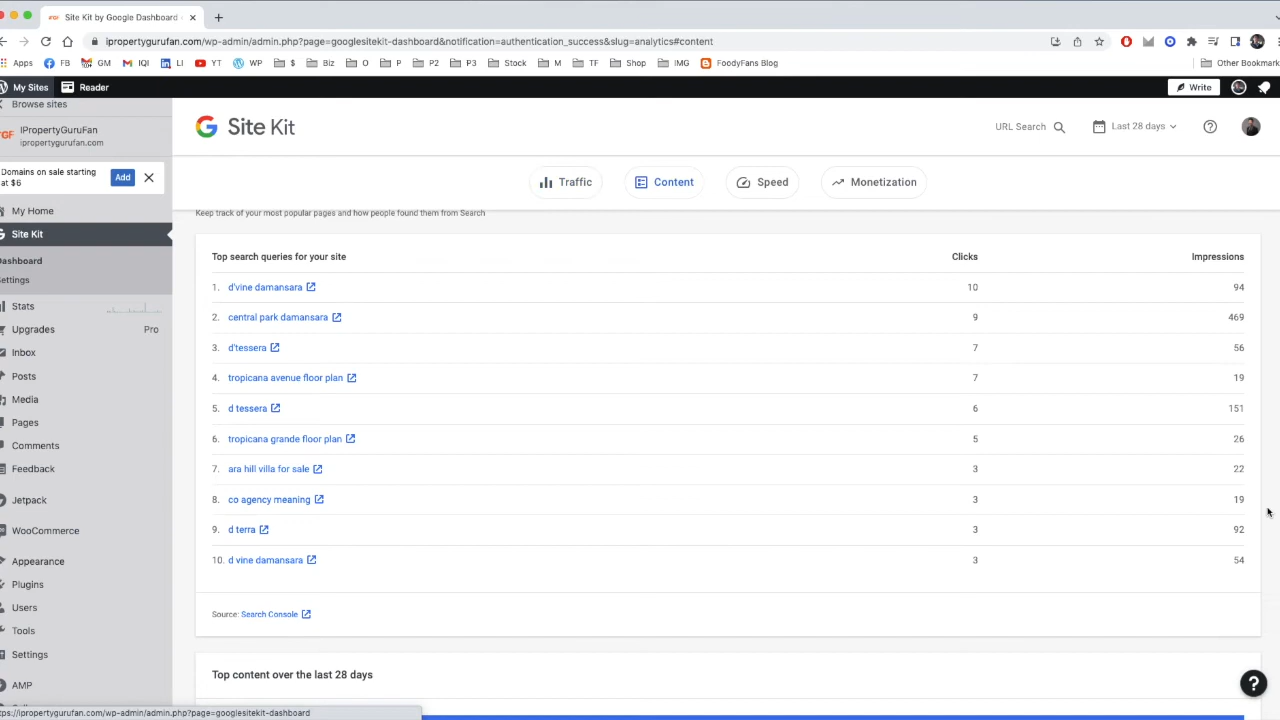 Site Kit by Google Dashboard
ipropertygurufan.com/wp-admin/admin.php?page=googlesitekit-dashboard&notification=authentication_success&slug=analytics#content
Apps FB GM IQI LI YT WP $ Biz O P P2 P3 Stock M TF Shop IMG FoodyFans Blog Other Bookmark
My Sites Reader Write
Browse sites
IPropertyGuruFan
ipropertygurufan.com
Domains on sale starting
at $6
Add
My Home
Site Kit
Dashboard
Settings
Stats
Upgrades Pro
Inbox
Posts
Media
Pages
Comments
Feedback
Jetpack
WooCommerce
Appearance
Plugins
Users
Tools
Settings
AMP
Site Kit
URL Search Last 28 days
Traffic Content Speed Monetization
Keep track of your most popular pages and how people found them from Search
Top search queries for your site Clicks Impressions
1. d'vine damansara 10 94
2. central park damansara 9 469
3. d'tessera 7 56
4. tropicana avenue floor plan 7 19
5. d tessera 6 151
6. tropicana grande floor plan 5 26
7. ara hill villa for sale 3 22
8. co agency meaning 3 19
9. d terra 3 92
10. d vine damansara 3 54
Source: Search Console
Top content over the last 28 days
?
tps://ipropertygurufan.com/wp-admin/admin.php?page=googlesitekit-dashboard